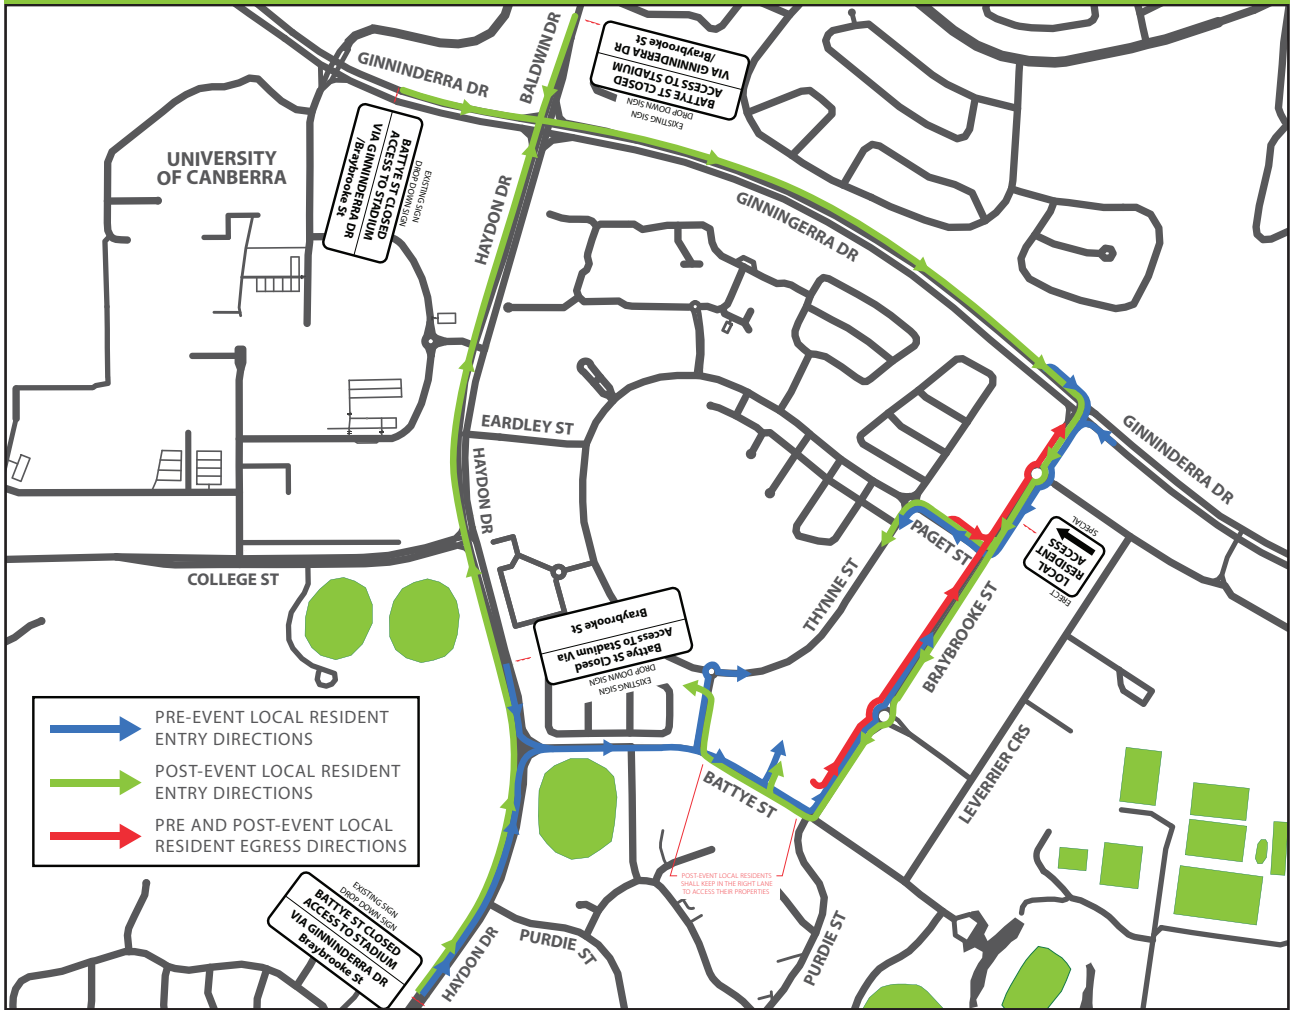 GINNINDERRA DR
BALDWIN DR
BATTYE ST CLOSED
ACCESS TO STADIUM
VIA GINNINDERRA DR
/Braybrooke St
EXISTING SIGN
DROP DOWN SIGN
UNIVERSITY
OF CANBERRA
BATTYE ST CLOSED
ACCESS TO STADIUM
VIA GINNINDERRA DR
/Braybrooke St
EXISTING SIGN
DROP DOWN SIGN
HAYDON DR
GINNINGERRA DR
EARDLEY ST
GINNINDERRA DR
HAYDON DR
PAGET ST
SPECIAL
LOCAL
RESIDENT
ACCESS
ERECT
COLLEGE ST
THYNNE ST
BRAYBROOKE ST
Battye St Closed
Access To Stadium Via
Braybrooke St
EXISTING SIGN
DROP DOWN SIGN
PRE-EVENT LOCAL RESIDENT
ENTRY DIRECTIONS
POST-EVENT LOCAL RESIDENT
ENTRY DIRECTIONS
PRE AND POST-EVENT LOCAL
RESIDENT EGRESS DIRECTIONS
BATTYE ST
LEVERRIER CRS
POST-EVENT LOCAL RESIDENTS
SHALL KEEP IN THE RIGHT LANE
TO ACCESS THEIR PROPERTIES
EXISTING SIGN
DROP DOWN SIGN
BATTYE ST CLOSED
ACCESS TO STADIUM
VIA GINNINDERRA DR
Braybrooke St
HAYDON DR
PURDIE ST
PURDIE ST